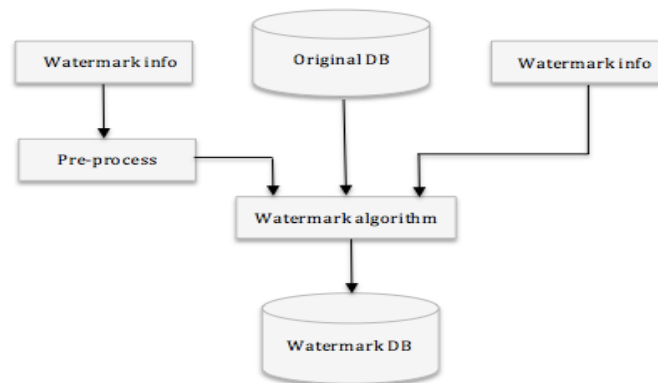 Watermark info
Original DB
Watermark info
Pre-process
Watermark algorithm
Watermark DB